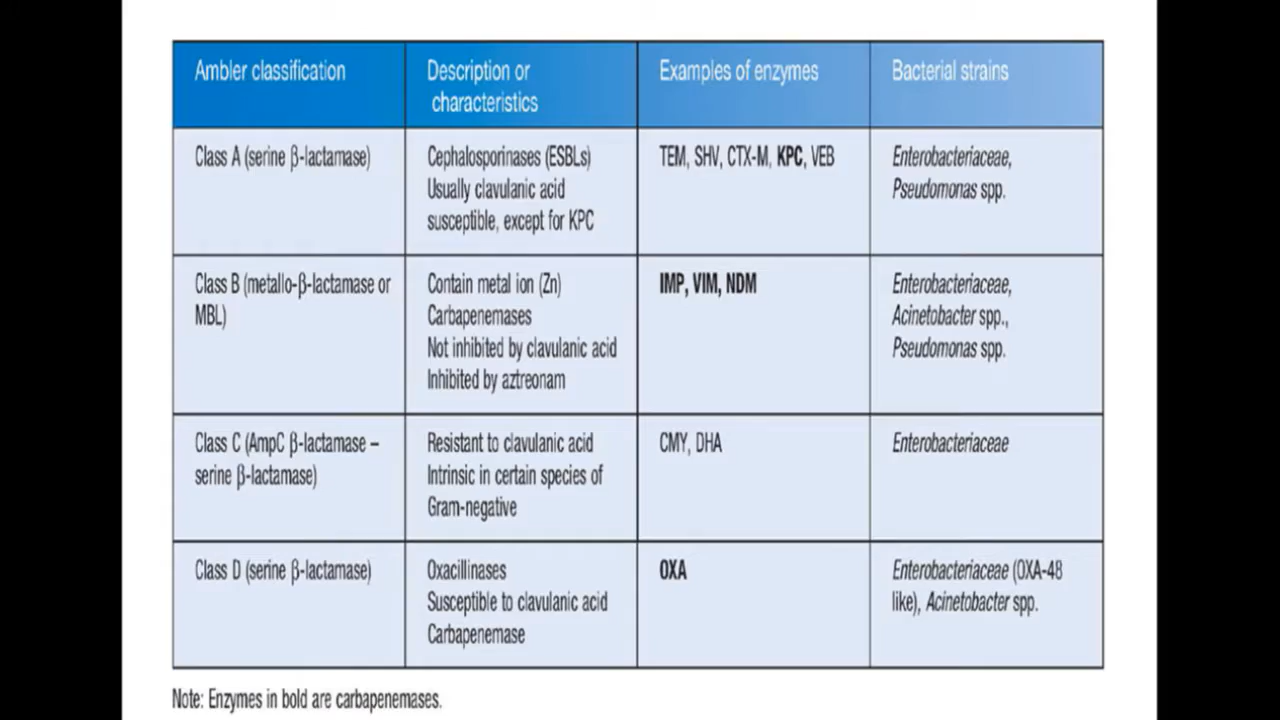 Ambler classification
Description or
characteristics
Examples of enzymes
Bacterial strains
Class A (serine β-lactamase)
Cephalosporinases (ESBLs)
Usually clavulanic acid
susceptible, except for KPC
TEM, SHV, CTX-M, KPC, VEB
Enterobacteriaceae,
Pseudomonas spp.
Class B (metallo-β-lactamase or
MBL)
Contain metal ion (Zn)
Carbapenemases
Not inhibited by clavulanic acid
Inhibited by aztreonam
IMP, VIM, NDM
Enterobacteriaceae,
Acinetobacter spp.,
Pseudomonas spp.
Class C (AmpC β-lactamase –
serine β-lactamase)
Resistant to clavulanic acid
Intrinsic in certain species of
Gram-negative
CMY, DHA
Enterobacteriaceae
Class D (serine β-lactamase)
Oxacillinases
Susceptible to clavulanic acid
Carbapenemase
OXA
Enterobacteriaceae (OXA-48
like), Acinetobacter spp.
Note: Enzymes in bold are carbapenemases.